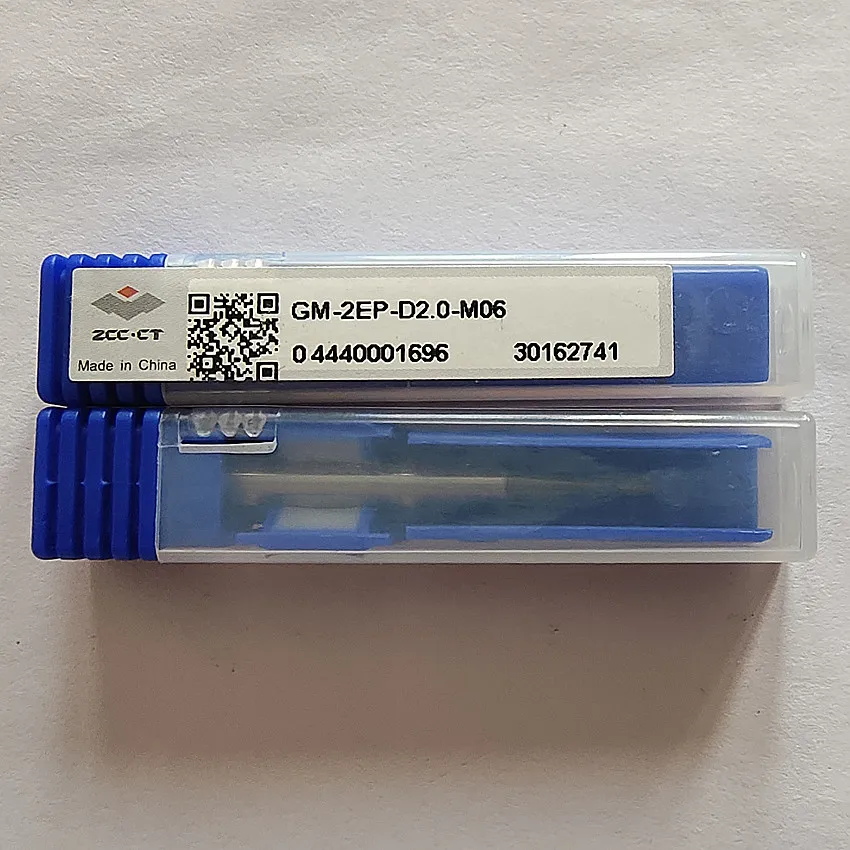 ZCC·CT
Made in China
GM-2EP-D2.0-M06
0 4440001696 30162741